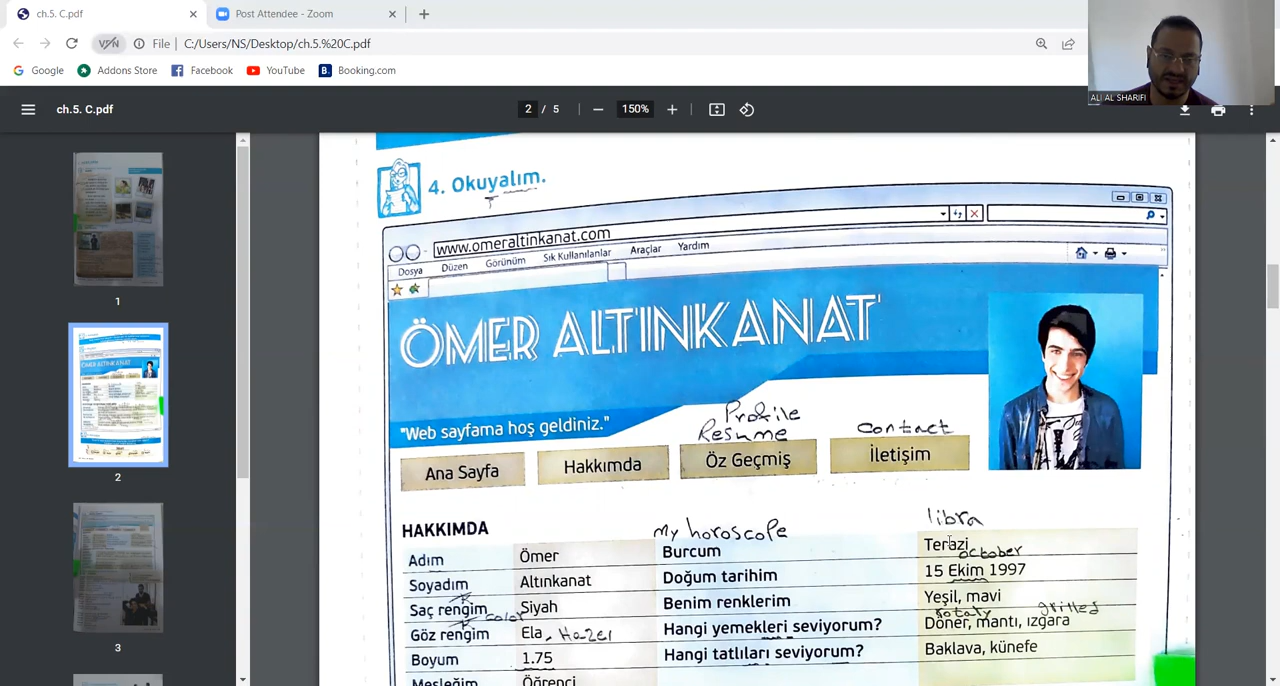 ch.5. C.pdf
Post Attendee - Zoom
File
C:/Users/NS/Desktop/ch.5.%20C.pdf
VPN
Google
Addons Store
Facebook
YouTube
Booking.com
ALI AL SHARIFI
ch.5. C.pdf
2 / 5
150%
1
2
3
4. Okuyalım.
www.omeraltinkanat.com
Dosya Düzen Görünüm Sık Kullanılanlar Araçlar Yardım
ÖMER ALTINKANAT
"Web sayfama hoş geldiniz."
Profile
Resume
contact
Ana Sayfa Hakkımda Öz Geçmiş İletişim
HAKKIMDA
my horoscope
libra
Adım Ömer Burcum Terazi
october
Soyadım Altınkanat Doğum tarihim 15 Ekim 1997
Saç rengim Siyah Benim renklerim Yeşil, mavi
color
grilled
Göz rengim Ela, Hazel Hangi yemekleri seviyorum? Döner, mantı, ızgara
Boyum 1.75 Hangi tatlıları seviyorum? Baklava, künefe
Mesleğim Öğrenci